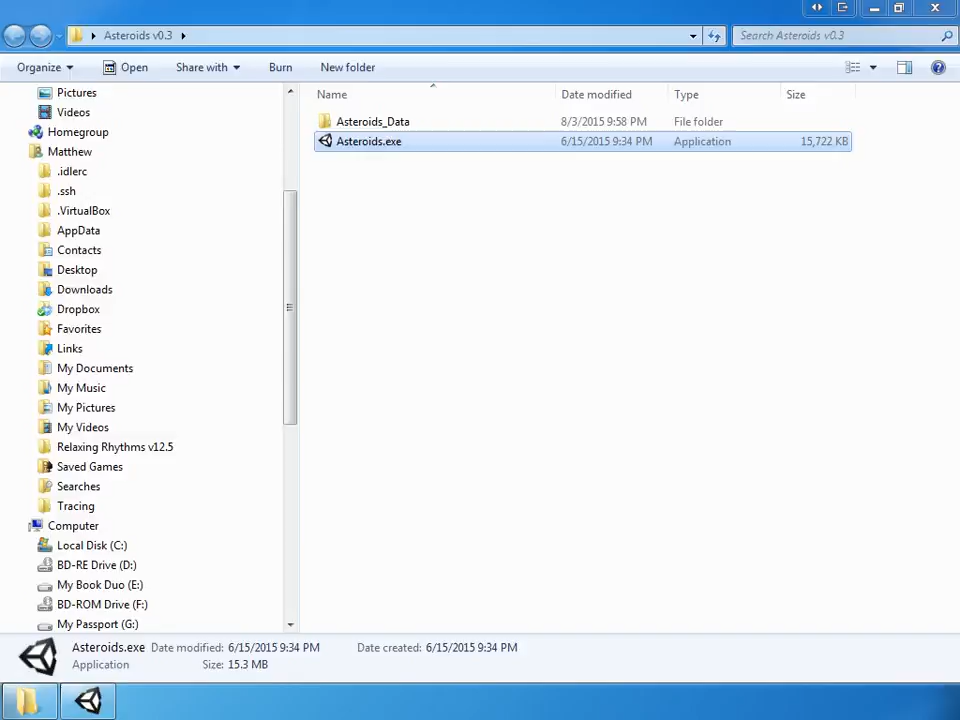 Asteroids v0.3
Search Asteroids v0.3
Organize Open Share with Burn New folder
Name Date modified Type Size
Pictures
Videos
Homegroup
Matthew
.idlerc
.ssh
.VirtualBox
AppData
Contacts
Desktop
Downloads
Dropbox
Favorites
Links
My Documents
My Music
My Pictures
My Videos
Relaxing Rhythms v12.5
Saved Games
Searches
Tracing
Computer
Local Disk (C:)
BD-RE Drive (D:)
My Book Duo (E:)
BD-ROM Drive (F:)
My Passport (G:)
Asteroids_Data 8/3/2015 9:58 PM File folder
Asteroids.exe 6/15/2015 9:34 PM Application 15,722 KB
Asteroids.exe Date modified: 6/15/2015 9:34 PM Date created: 6/15/2015 9:34 PM
Application Size: 15.3 MB